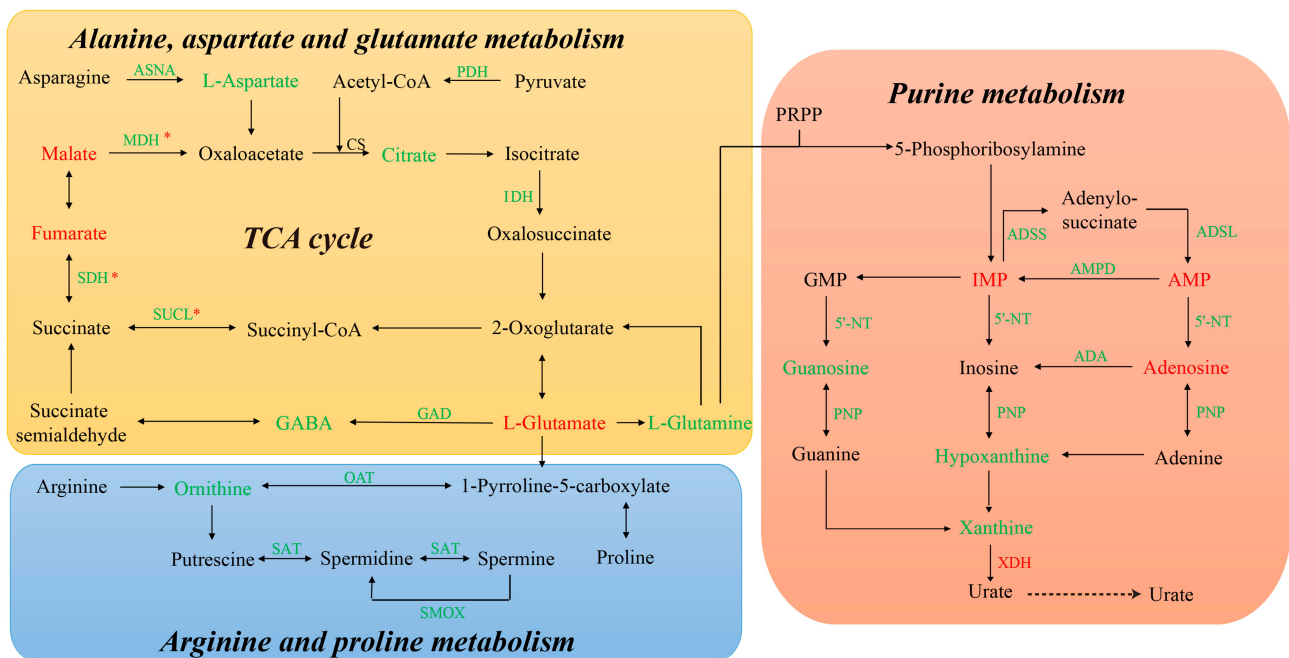 Alanine, aspartate and glutamate metabolism
Asparagine
ASNA
L-Aspartate
Acetyl-CoA
PDH
Pyruvate
Malate
MDH *
Oxaloacetate
CS
Citrate
Isocitrate
IDH
Fumarate
TCA cycle
Oxalosuccinate
SDH *
Succinate
SUCL*
Succinyl-CoA
2-Oxoglutarate
Succinate
semialdehyde
GABA
GAD
L-Glutamate
L-Glutamine
Arginine
Ornithine
OAT
1-Pyrroline-5-carboxylate
Putrescine
SAT
Spermidine
SAT
Spermine
Proline
SMOX
Arginine and proline metabolism
Purine metabolism
PRPP
5-Phosphoribosylamine
Adenylo-
succinate
ADSS
ADSL
GMP
IMP
AMPD
AMP
5'-NT
5'-NT
5'-NT
Guanosine
Inosine
ADA
Adenosine
PNP
PNP
PNP
Guanine
Hypoxanthine
Adenine
Xanthine
XDH
Urate
Urate